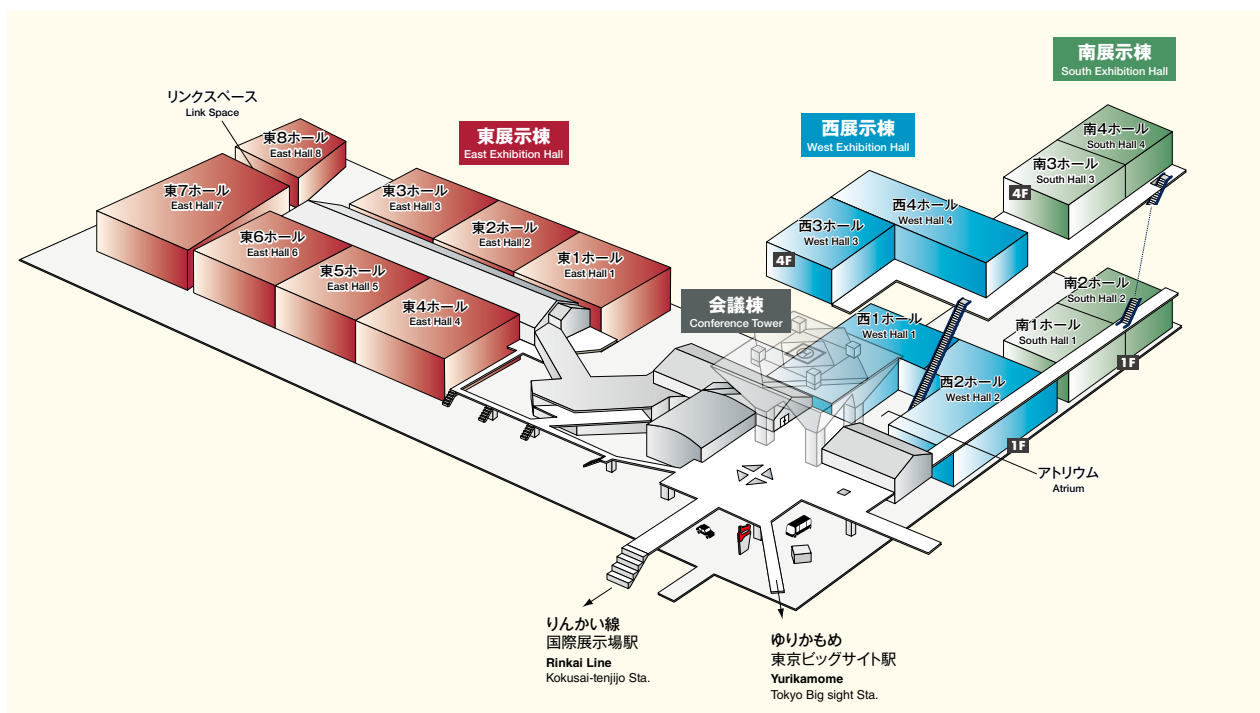 南展示棟
South Exhibition Hall
リンクスペース
Link Space
東展示棟
East Exhibition Hall
西展示棟
West Exhibition Hall
東8ホール
East Hall 8
東7ホール
East Hall 7
東3ホール
East Hall 3
東6ホール
East Hall 6
東2ホール
East Hall 2
東5ホール
East Hall 5
東1ホール
East Hall 1
東4ホール
East Hall 4
南4ホール
South Hall 4
南3ホール
South Hall 3
4F
西4ホール
West Hall 4
西3ホール
West Hall 3
4F
会議棟
Conference Tower
西1ホール
West Hall 1
西2ホール
West Hall 2
1F
南2ホール
South Hall 2
南1ホール
South Hall 1
1F
アトリウム
Atrium
りんかい線
国際展示場駅
Rinkai Line
Kokusai-tenjijo Sta.
ゆりかもめ
東京ビッグサイト駅
Yurikamome
Tokyo Big sight Sta.